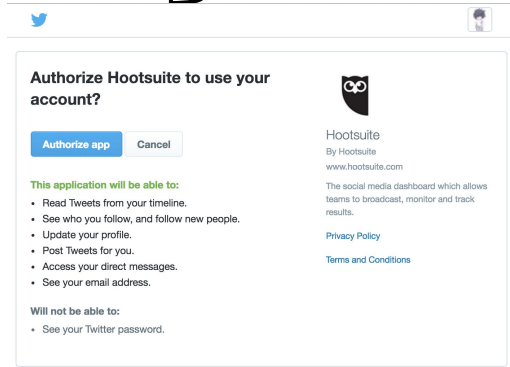 Authorize Hootsuite to use your
account?
Authorize app
Cancel
This application will be able to:
• Read Tweets from your timeline.
• See who you follow, and follow new people.
• Update your profile.
• Post Tweets for you.
• Access your direct messages.
• See your email address.
Will not be able to:
• See your Twitter password.
Hootsuite
By Hootsuite
www.hootsuite.com
The social media dashboard which allows
teams to broadcast, monitor and track
results.
Privacy Policy
Terms and Conditions